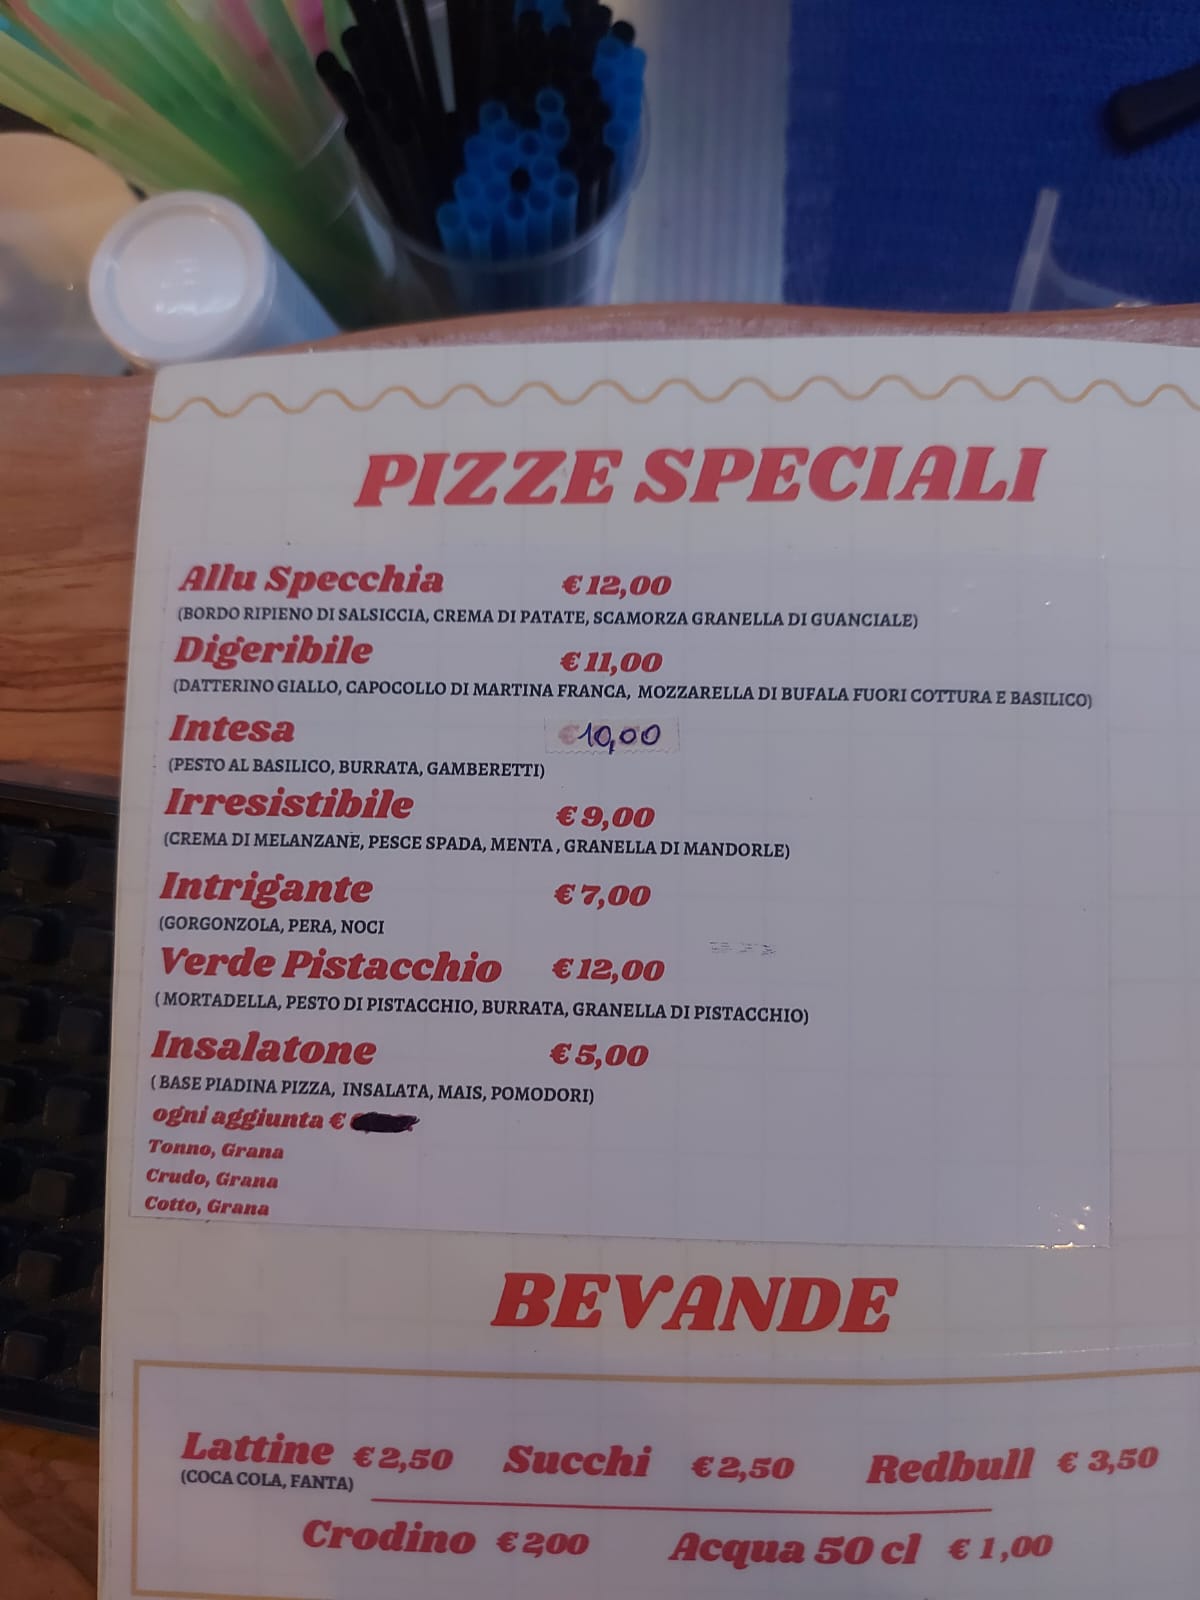 PIZZE SPECIALI
Allu Specchia € 12,00
(BORDO RIPIENO DI SALSICCIA, CREMA DI PATATE, SCAMORZA GRANELLA DI GUANCIALE)
Digeribile € 11,00
(DATTERINO GIALLO, CAPOCOLLO DI MARTINA FRANCA, MOZZARELLA DI BUFALA FUORI COTTURA E BASILICO)
Intesa €10,00
(PESTO AL BASILICO, BURRATA, GAMBERETTI)
Irresistibile € 9,00
(CREMA DI MELANZANE, PESCE SPADA, MENTA , GRANELLA DI MANDORLE)
Intrigante € 7,00
(GORGONZOLA, PERA, NOCI
Verde Pistacchio € 12,00
( MORTADELLA, PESTO DI PISTACCHIO, BURRATA, GRANELLA DI PISTACCHIO)
Insalatone € 5,00
( BASE PIADINA PIZZA, INSALATA, MAIS, POMODORI)
ogni aggiunta €
Tonno, Grana
Crudo, Grana
Cotto, Grana
BEVANDE
Lattine € 2,50 Succhi € 2,50 Redbull € 3,50
(COCA COLA, FANTA)
Crodino € 2,00 Acqua 50 cl € 1,00